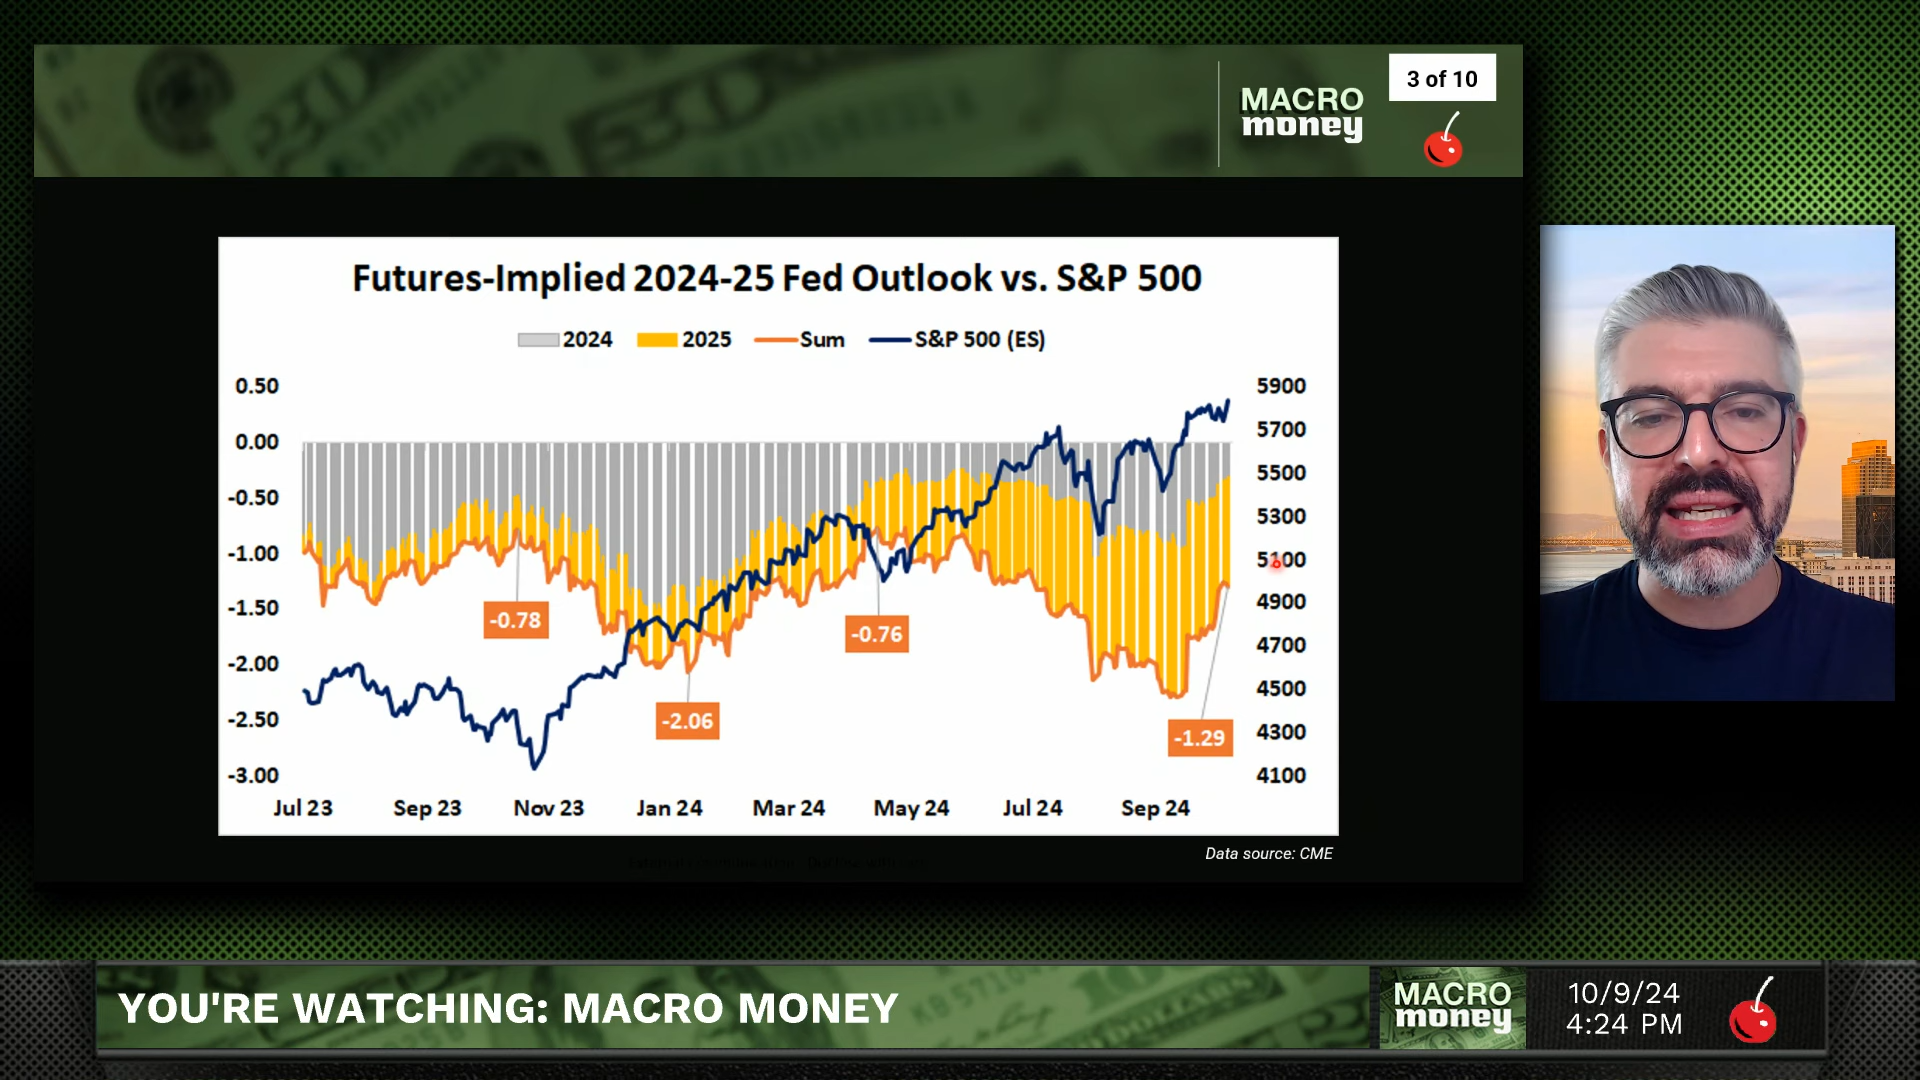 MACRO
money
3 of 10
Futures-Implied 2024-25 Fed Outlook vs. S&P 500
2024 2025 Sum S&P 500 (ES)
0.50 5900
0.00 5700
-0.50 5500
-1.00 5300
-1.50 5100
-2.00 4900
-2.50 4700
-3.00 4500
4300
4100
-0.78
-2.06
-0.76
-1.29
Jul 23 Sep 23 Nov 23 Jan 24 Mar 24 May 24 Jul 24 Sep 24
Data source: CME
YOU'RE WATCHING: MACRO MONEY
MACRO
money
10/9/24
4:24 PM